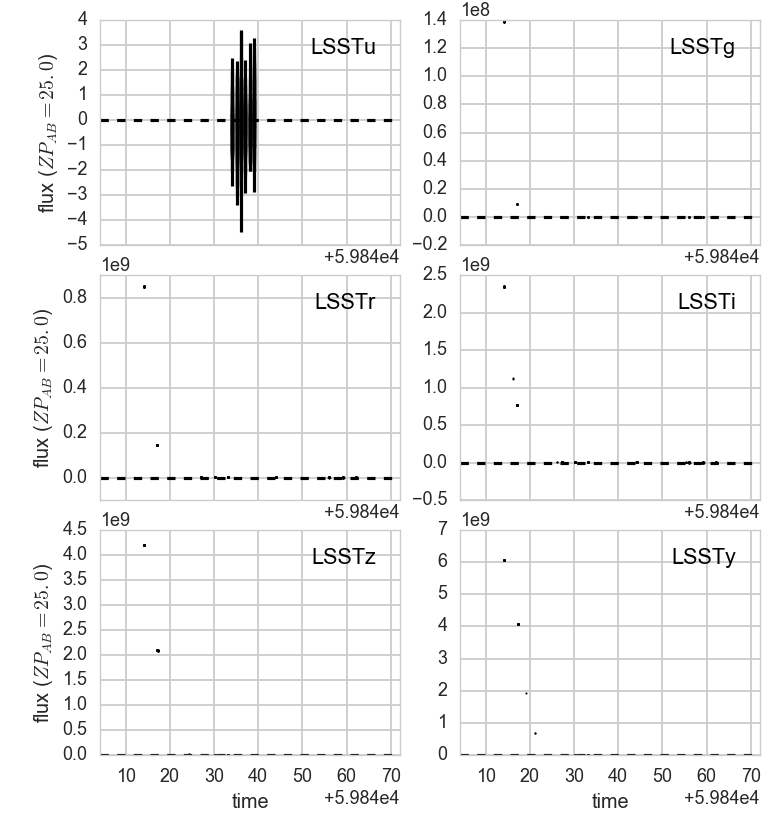 4
3
2
1
0
−1
−2
−3
−4
−5
flux (ZP_AB = 25.0)
LSSTu
+5.984e4
1e8
1.4
1.2
1.0
0.8
0.6
0.4
0.2
0.0
−0.2
LSSTg
+5.984e4
1e9
0.8
0.6
0.4
0.2
0.0
flux (ZP_AB = 25.0)
LSSTr
+5.984e4
1e9
2.5
2.0
1.5
1.0
0.5
0.0
−0.5
LSSTi
+5.984e4
1e9
4.5
4.0
3.5
3.0
2.5
2.0
1.5
1.0
0.5
0.0
flux (ZP_AB = 25.0)
LSSTz
10 20 30 40 50 60 70
time
+5.984e4
1e9
7
6
5
4
3
2
1
0
LSSTy
10 20 30 40 50 60 70
time
+5.984e4